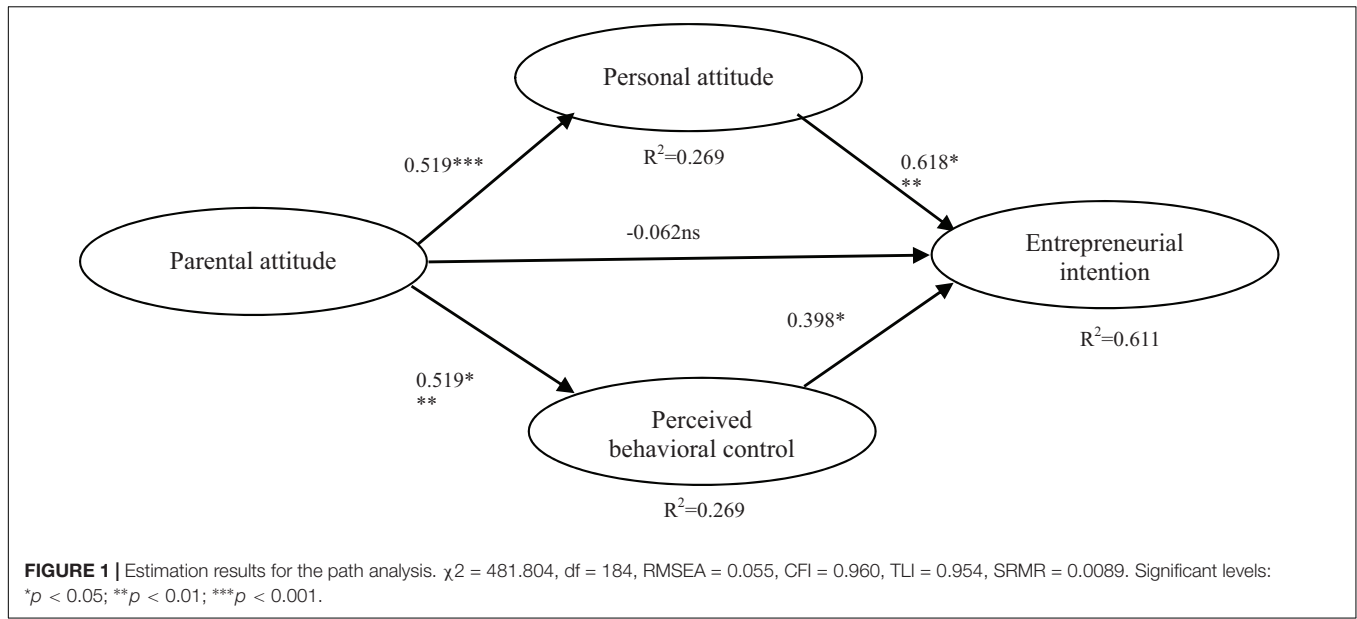 Personal attitude
R²=0.269
0.519***
0.618*
**
-0.062ns
Parental attitude
Entrepreneurial
intention
R²=0.611
0.398*
0.519*
**
Perceived
behavioral control
R²=0.269
FIGURE 1 | Estimation results for the path analysis. χ2 = 481.804, df = 184, RMSEA = 0.055, CFI = 0.960, TLI = 0.954, SRMR = 0.0089. Significant levels:
*p < 0.05; **p < 0.01; ***p < 0.001.